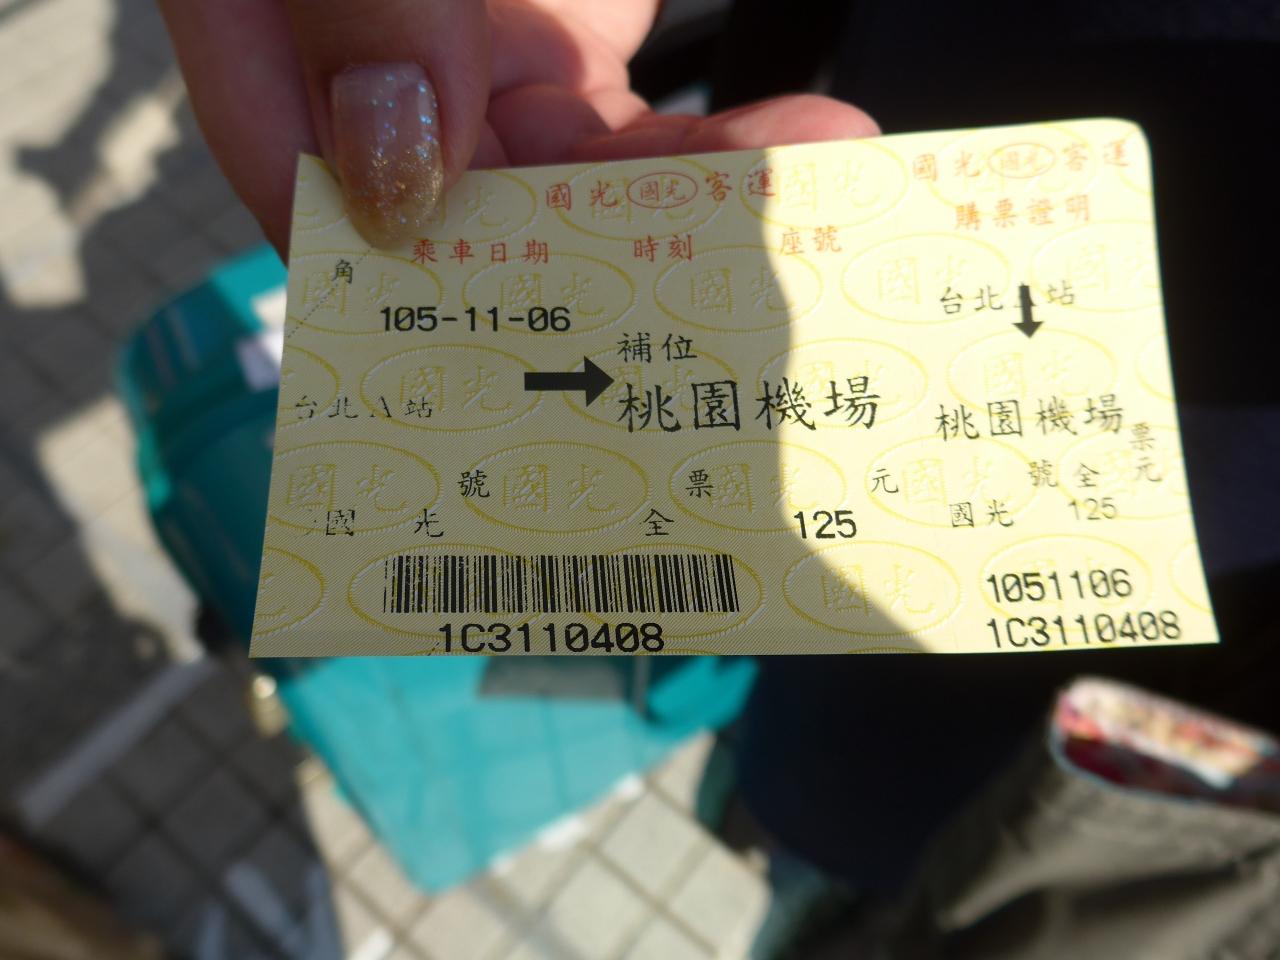 國光 國光 客運
乘車日期 時刻 座號
角
105-11-06
補位
台北A站
桃園機場
號 票 元
國光 全 125
1C3110408
國光 國光 客運
購票證明
台北 站
桃園機場
號 全 票
元
國光 125
1051106
1C3110408